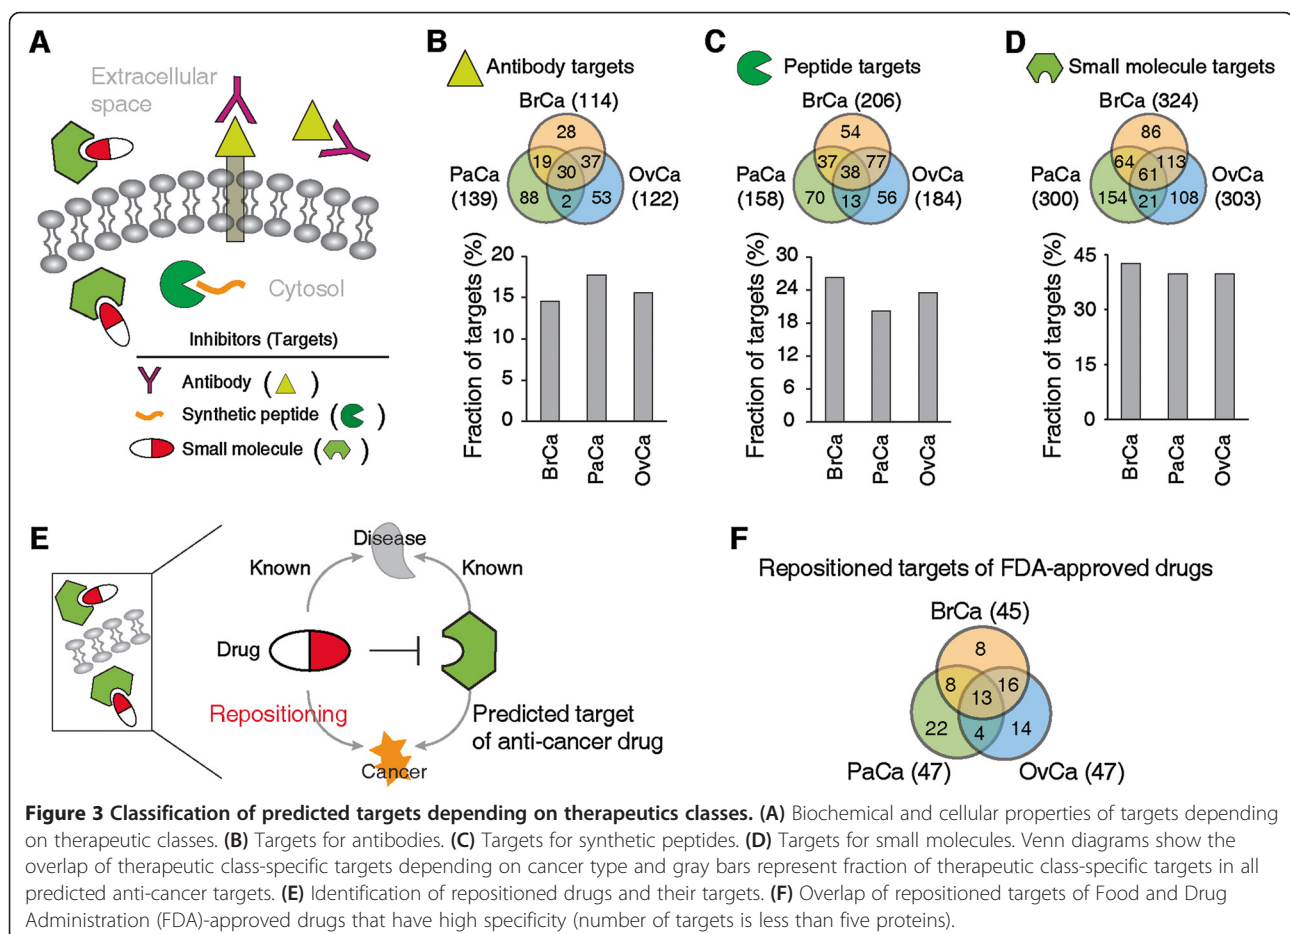 A
Extracellular
space
Cytosol
Inhibitors (Targets)
Antibody ( )
Synthetic peptide ( )
Small molecule ( )
B
Antibody targets
BrCa (114)
28
19
37
30
PaCa
(139)
OvCa
(122)
88
2
53
Fraction of targets (%)
20
15
10
5
0
BrCa
PaCa
OvCa
C
Peptide targets
BrCa (206)
54
37
77
38
PaCa
(158)
OvCa
(184)
70
13
56
Fraction of targets (%)
30
24
18
12
6
0
BrCa
PaCa
OvCa
D
Small molecule targets
BrCa (324)
86
64
113
61
PaCa
(300)
OvCa
(303)
154
21
108
Fraction of targets (%)
45
30
15
0
BrCa
PaCa
OvCa
E
Disease
Known
Known
Drug
Repositioning
Predicted target
of anti-cancer drug
Cancer
F
Repositioned targets of FDA-approved drugs
BrCa (45)
8
8
16
13
22
4
14
PaCa (47)
OvCa (47)
Figure 3 Classification of predicted targets depending on therapeutics classes. (A) Biochemical and cellular properties of targets depending
on therapeutic classes. (B) Targets for antibodies. (C) Targets for synthetic peptides. (D) Targets for small molecules. Venn diagrams show the
overlap of therapeutic class-specific targets depending on cancer type and gray bars represent fraction of therapeutic class-specific targets in all
predicted anti-cancer targets. (E) Identification of repositioned drugs and their targets. (F) Overlap of repositioned targets of Food and Drug
Administration (FDA)-approved drugs that have high specificity (number of targets is less than five proteins).